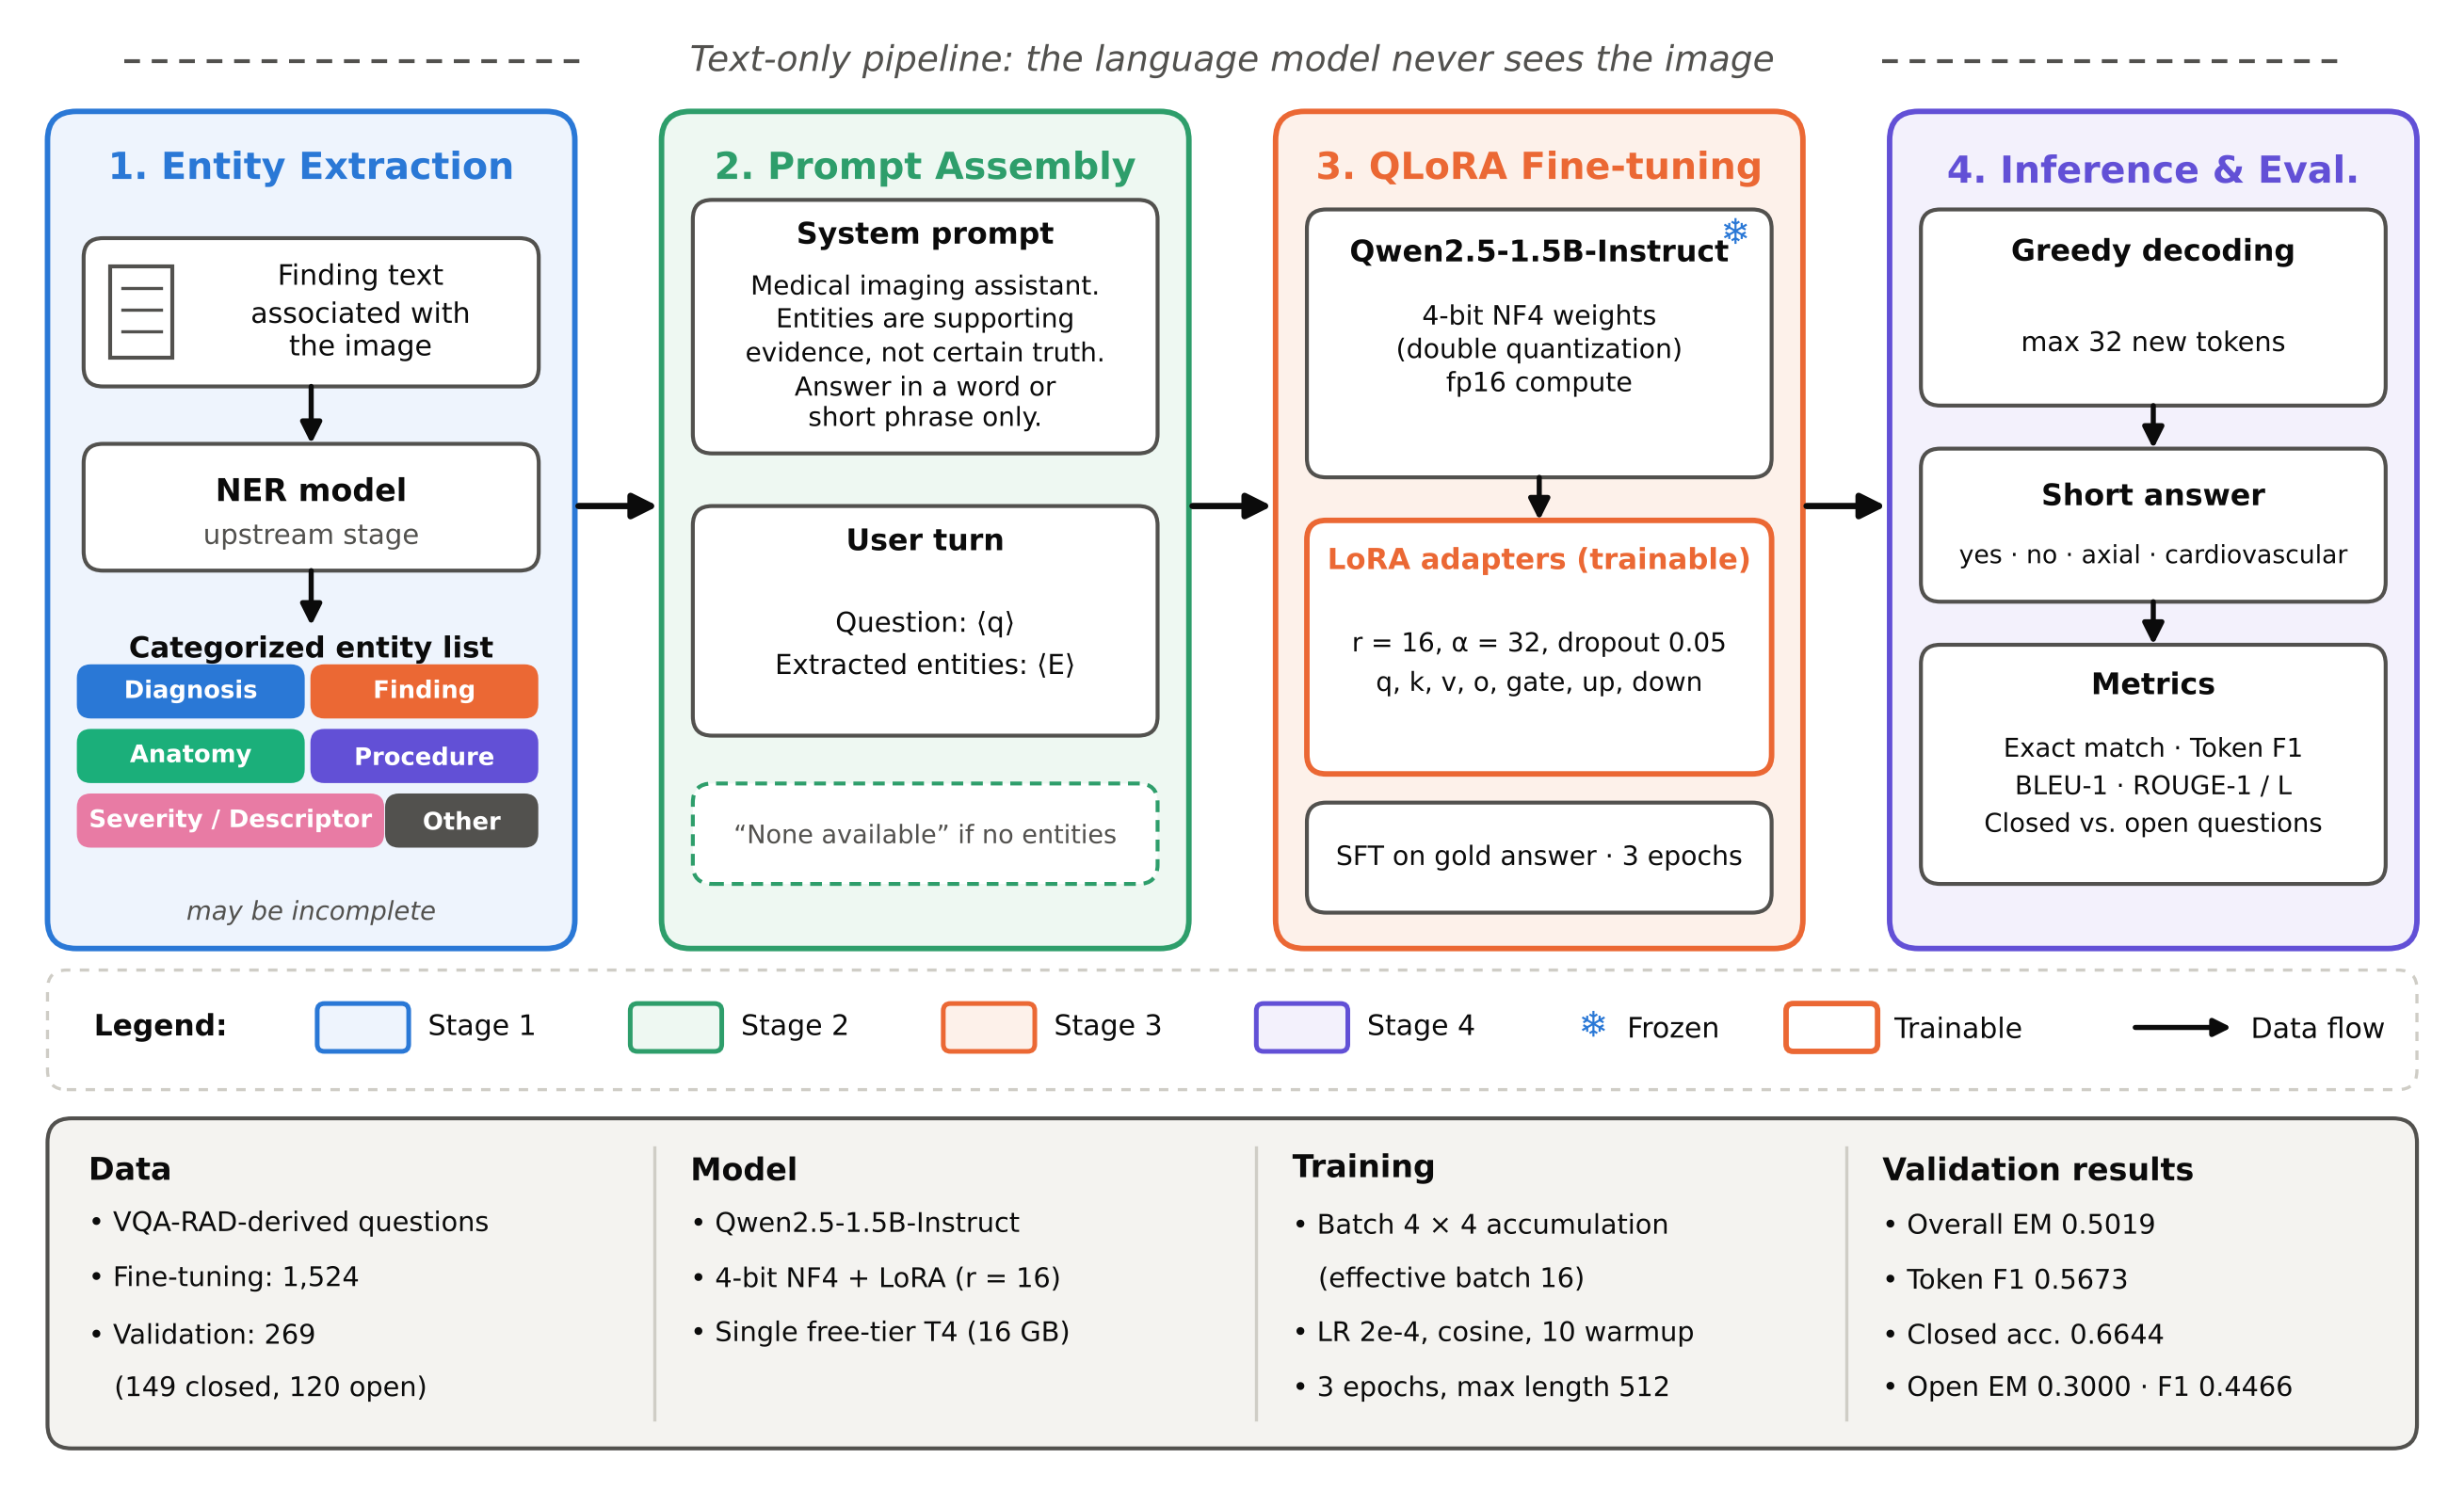 Text-only pipeline: the language model never sees the image
1. Entity Extraction
Finding text
associated with
the image
NER model
upstream stage
Categorized entity list
Diagnosis
Finding
Anatomy
Procedure
Severity / Descriptor
Other
may be incomplete
2. Prompt Assembly
System prompt
Medical imaging assistant.
Entities are supporting
evidence, not certain truth.
Answer in a word or
short phrase only.
User turn
Question: ⟨q⟩
Extracted entities: ⟨E⟩
“None available” if no entities
3. QLoRA Fine-tuning
Qwen2.5-1.5B-Instruct
4-bit NF4 weights
(double quantization)
fp16 compute
LoRA adapters (trainable)
r = 16, α = 32, dropout 0.05
q, k, v, o, gate, up, down
SFT on gold answer · 3 epochs
4. Inference & Eval.
Greedy decoding
max 32 new tokens
Short answer
yes · no · axial · cardiovascular
Metrics
Exact match · Token F1
BLEU-1 · ROUGE-1 / L
Closed vs. open questions
Legend:
Stage 1
Stage 2
Stage 3
Stage 4
Frozen
Trainable
Data flow
Data
• VQA-RAD-derived questions
• Fine-tuning: 1,524
• Validation: 269
(149 closed, 120 open)
Model
• Qwen2.5-1.5B-Instruct
• 4-bit NF4 + LoRA (r = 16)
• Single free-tier T4 (16 GB)
Training
• Batch 4 × 4 accumulation
(effective batch 16)
• LR 2e-4, cosine, 10 warmup
• 3 epochs, max length 512
Validation results
• Overall EM 0.5019
• Token F1 0.5673
• Closed acc. 0.6644
• Open EM 0.3000 · F1 0.4466